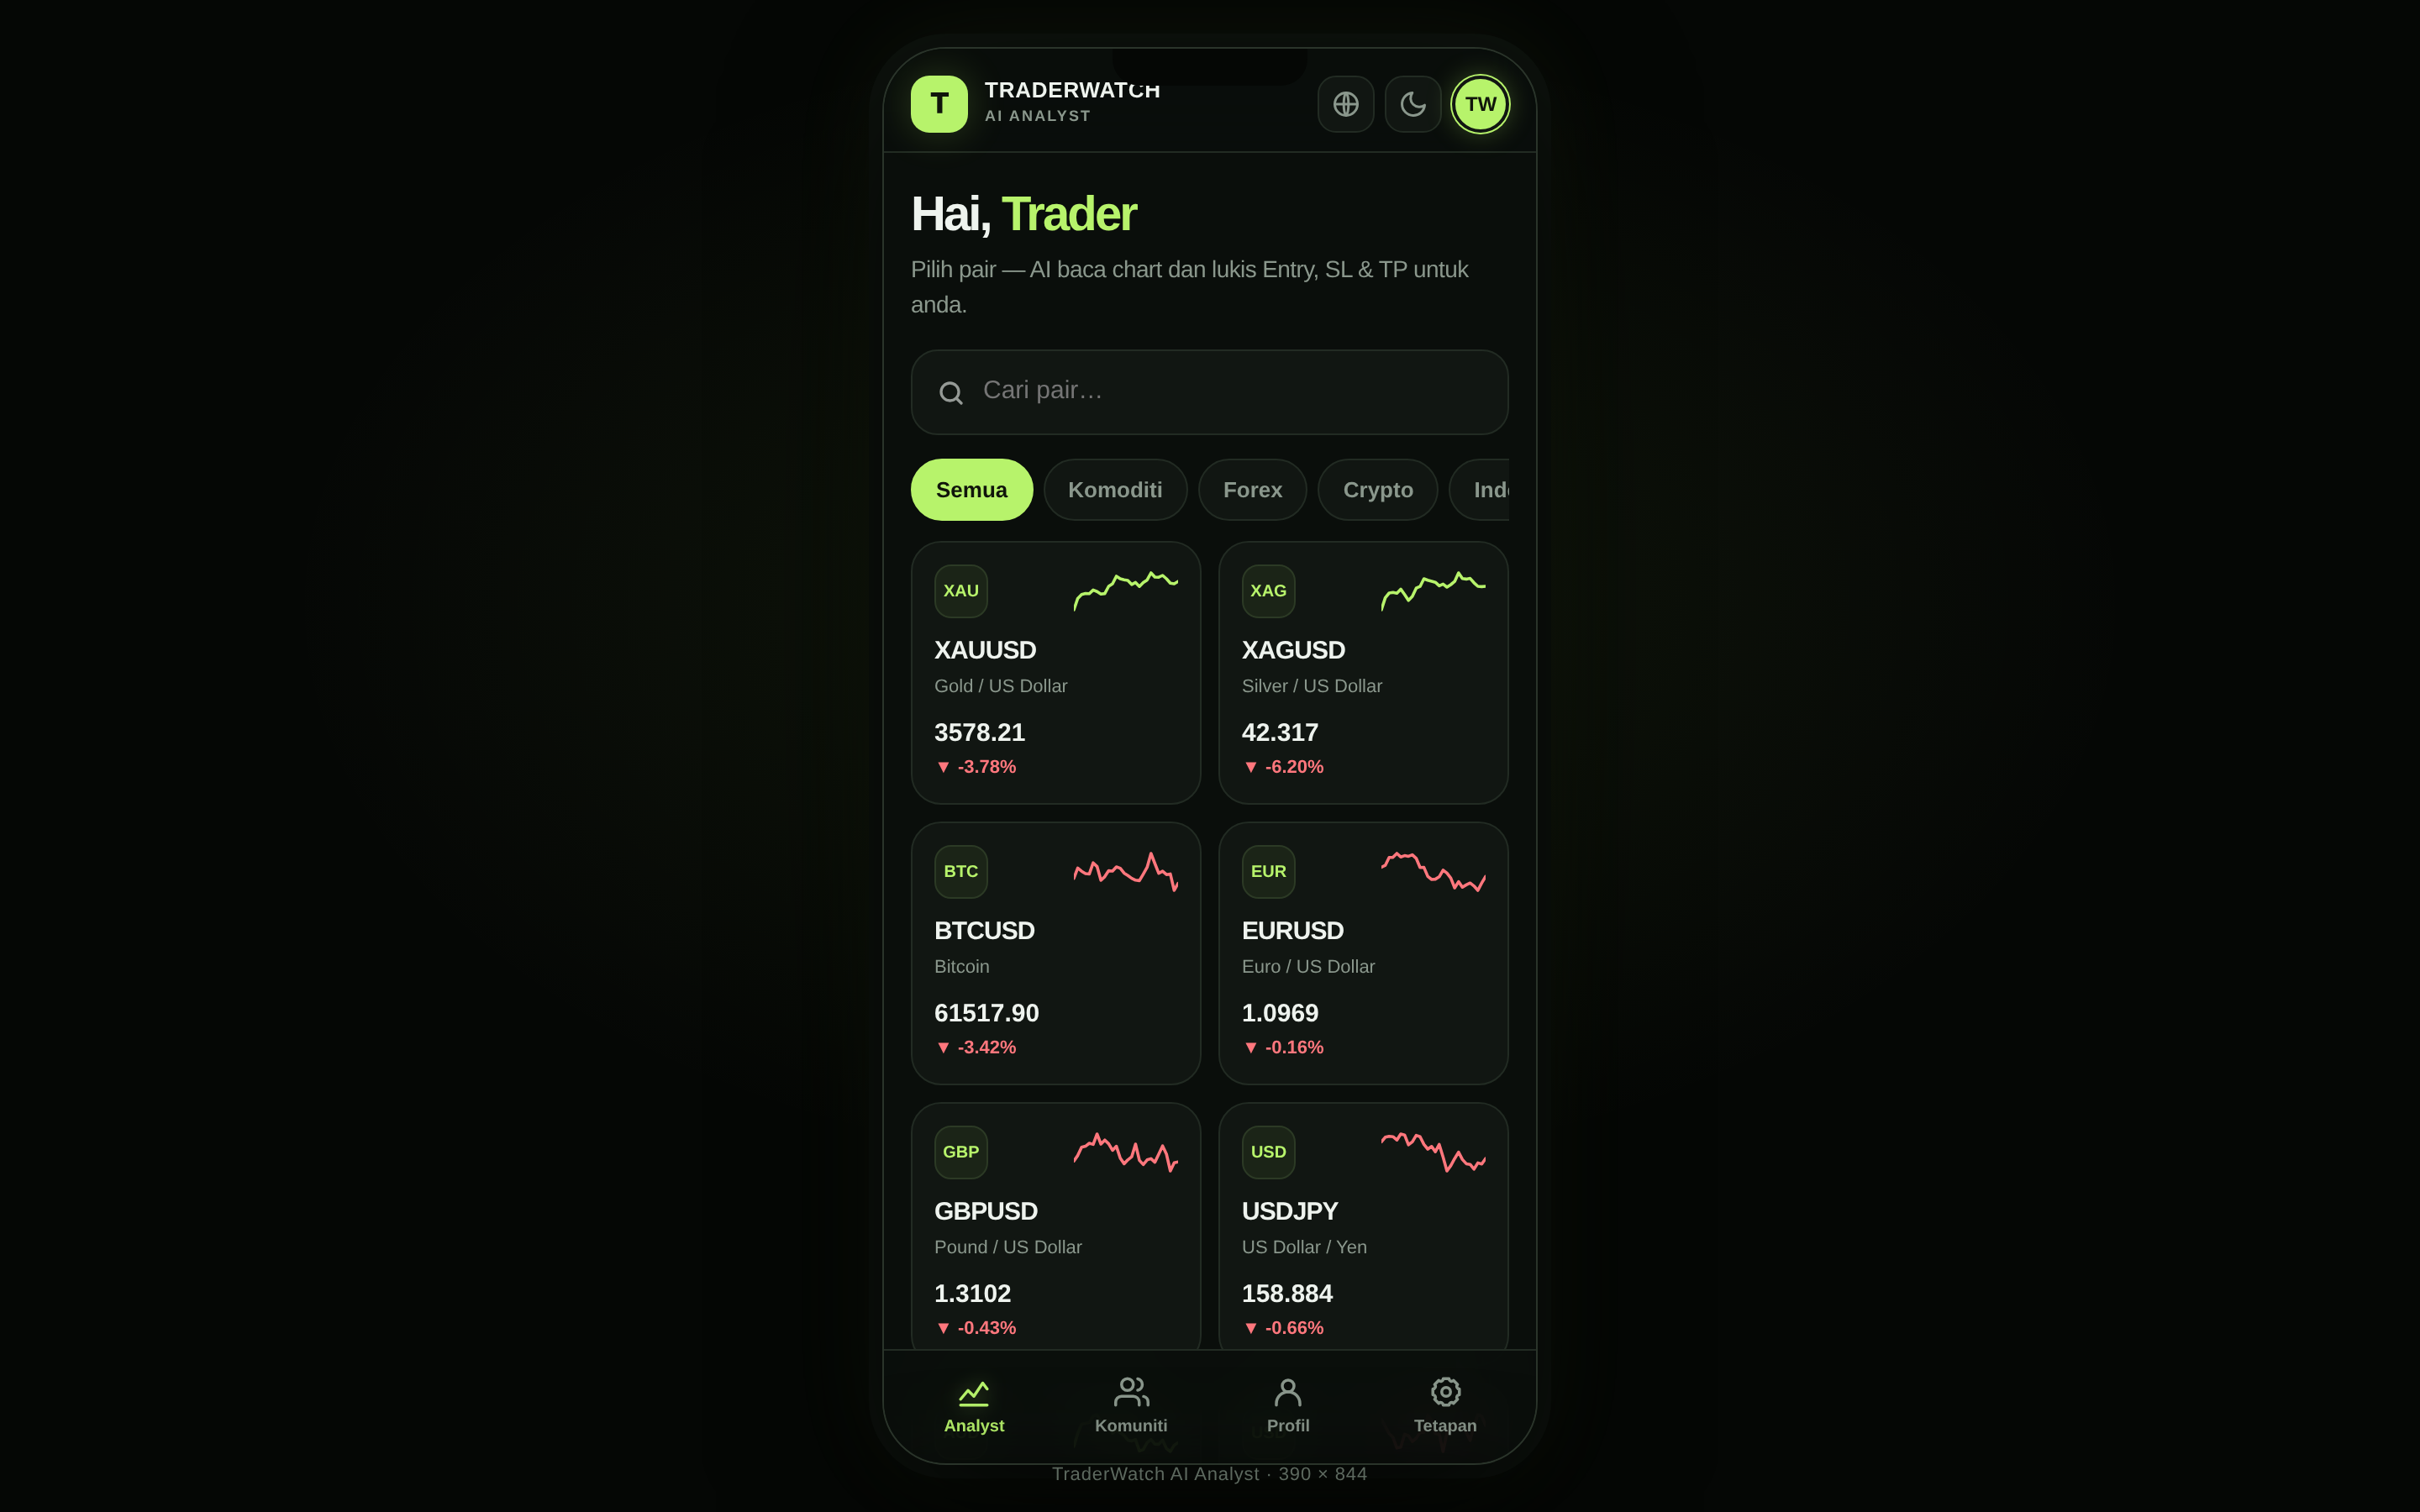 T
TRADERWATCH
AI ANALYST
TW
Hai, Trader
Pilih pair — AI baca chart dan lukis Entry, SL & TP untuk
anda.
Cari pair…
Semua
Komoditi
Forex
Crypto
XAU
XAUUSD
Gold / US Dollar
3578.21
▼ -3.78%
XAG
XAGUSD
Silver / US Dollar
42.317
▼ -6.20%
BTC
BTCUSD
Bitcoin
61517.90
▼ -3.42%
EUR
EURUSD
Euro / US Dollar
1.0969
▼ -0.16%
GBP
GBPUSD
Pound / US Dollar
1.3102
▼ -0.43%
USD
USDJPY
US Dollar / Yen
158.884
▼ -0.66%
Analyst
Komuniti
Profil
Tetapan
TraderWatch AI Analyst · 390 × 844